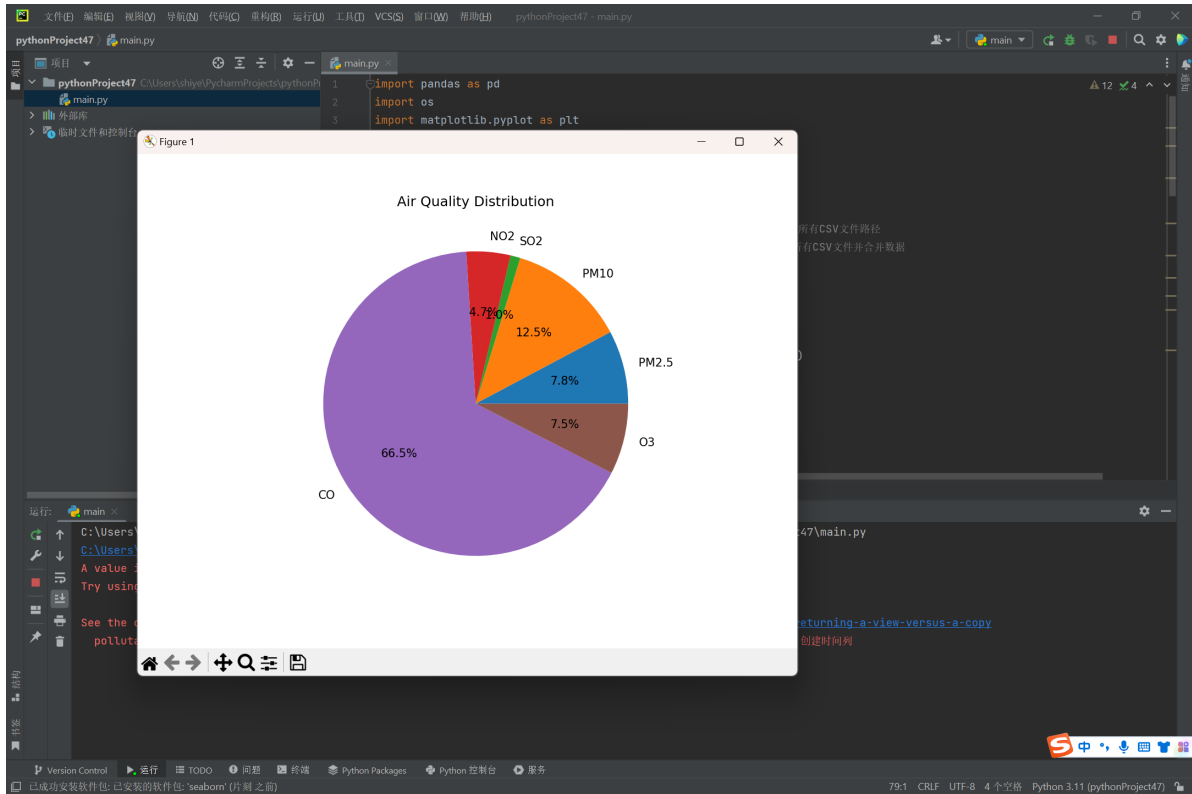 文件(F) 编辑(E) 视图(V) 导航(N) 代码(C) 重构(R) 运行(U) 工具(T) VCS(S) 窗口(W) 帮助(H) pythonProject47 - main.py
pythonProject47 main.py main
项目 main.py
项目
通知
pythonProject47 C:\Users\shiye\PycharmProjects\pythonPi
main.py
外部库
临时文件和控制台
1 import pandas as pd
2 import os
3 import matplotlib.pyplot as plt
12 4
所有CSV文件路径
有CSV文件并合并数据
)
Figure 1
Air Quality Distribution
NO2
SO2
PM10
4.7%
1.0%
12.5%
PM2.5
7.8%
7.5%
O3
66.5%
CO
运行: main
C:\Users :47\main.py
C:\Users
A value i
Try using
See the returning-a-view-versus-a-copy
polluta 创建时间列
结构
书签
中
Version Control 运行 TODO 问题 终端 Python Packages Python 控制台 服务
已成功安装软件包: 已安装的软件包: 'seaborn' (片刻 之前) 79:1 CRLF UTF-8 4 个空格 Python 3.11 (pythonProject47)